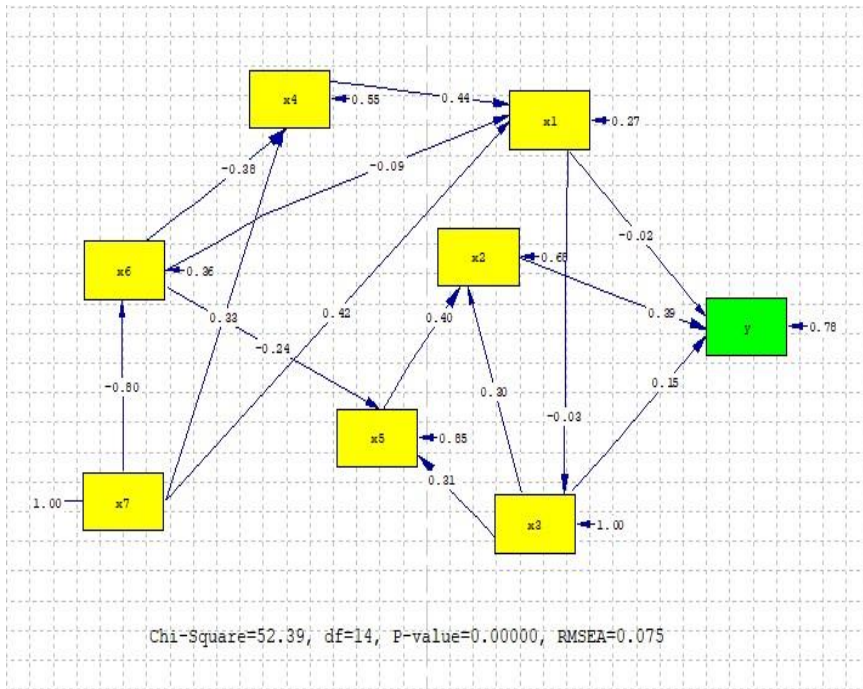 x4
0.55
0.44
x1
0.27
-0.38
-0.09
x6
0.36
x2
0.68
-0.02
0.33
0.42
0.40
0.39
y
0.78
-0.24
-0.80
0.30
0.15
-0.03
x5
0.85
0.31
1.00
x7
x3
1.00
Chi-Square=52.39, df=14, P-value=0.00000, RMSEA=0.075